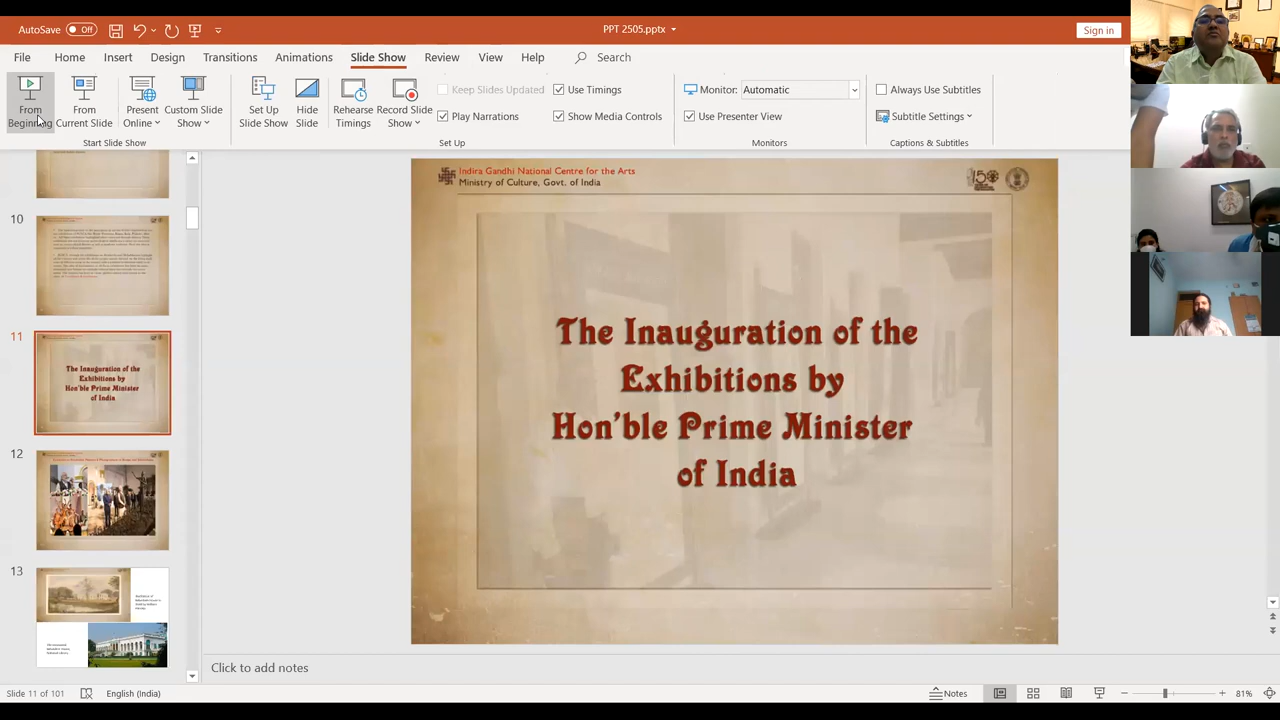 AutoSave Off
PPT 2505.pptx
Sign in
File Home Insert Design Transitions Animations Slide Show Review View Help Search
From Beginning
From Current Slide
Present Online
Custom Slide Show
Set Up Slide Show
Hide Slide
Rehearse Timings
Record Slide Show
Keep Slides Updated
Play Narrations
Use Timings
Show Media Controls
Monitor: Automatic
Use Presenter View
Always Use Subtitles
Subtitle Settings
Start Slide Show
Set Up
Monitors
Captions & Subtitles
10
11
The Inauguration of the
Exhibitions by
Hon'ble Prime Minister
of India
12
13
Indira Gandhi National Centre for the Arts
Ministry of Culture, Govt. of India
The Inauguration of the
Exhibitions by
Hon'ble Prime Minister
of India
Click to add notes
Slide 11 of 101
English (India)
Notes
81%